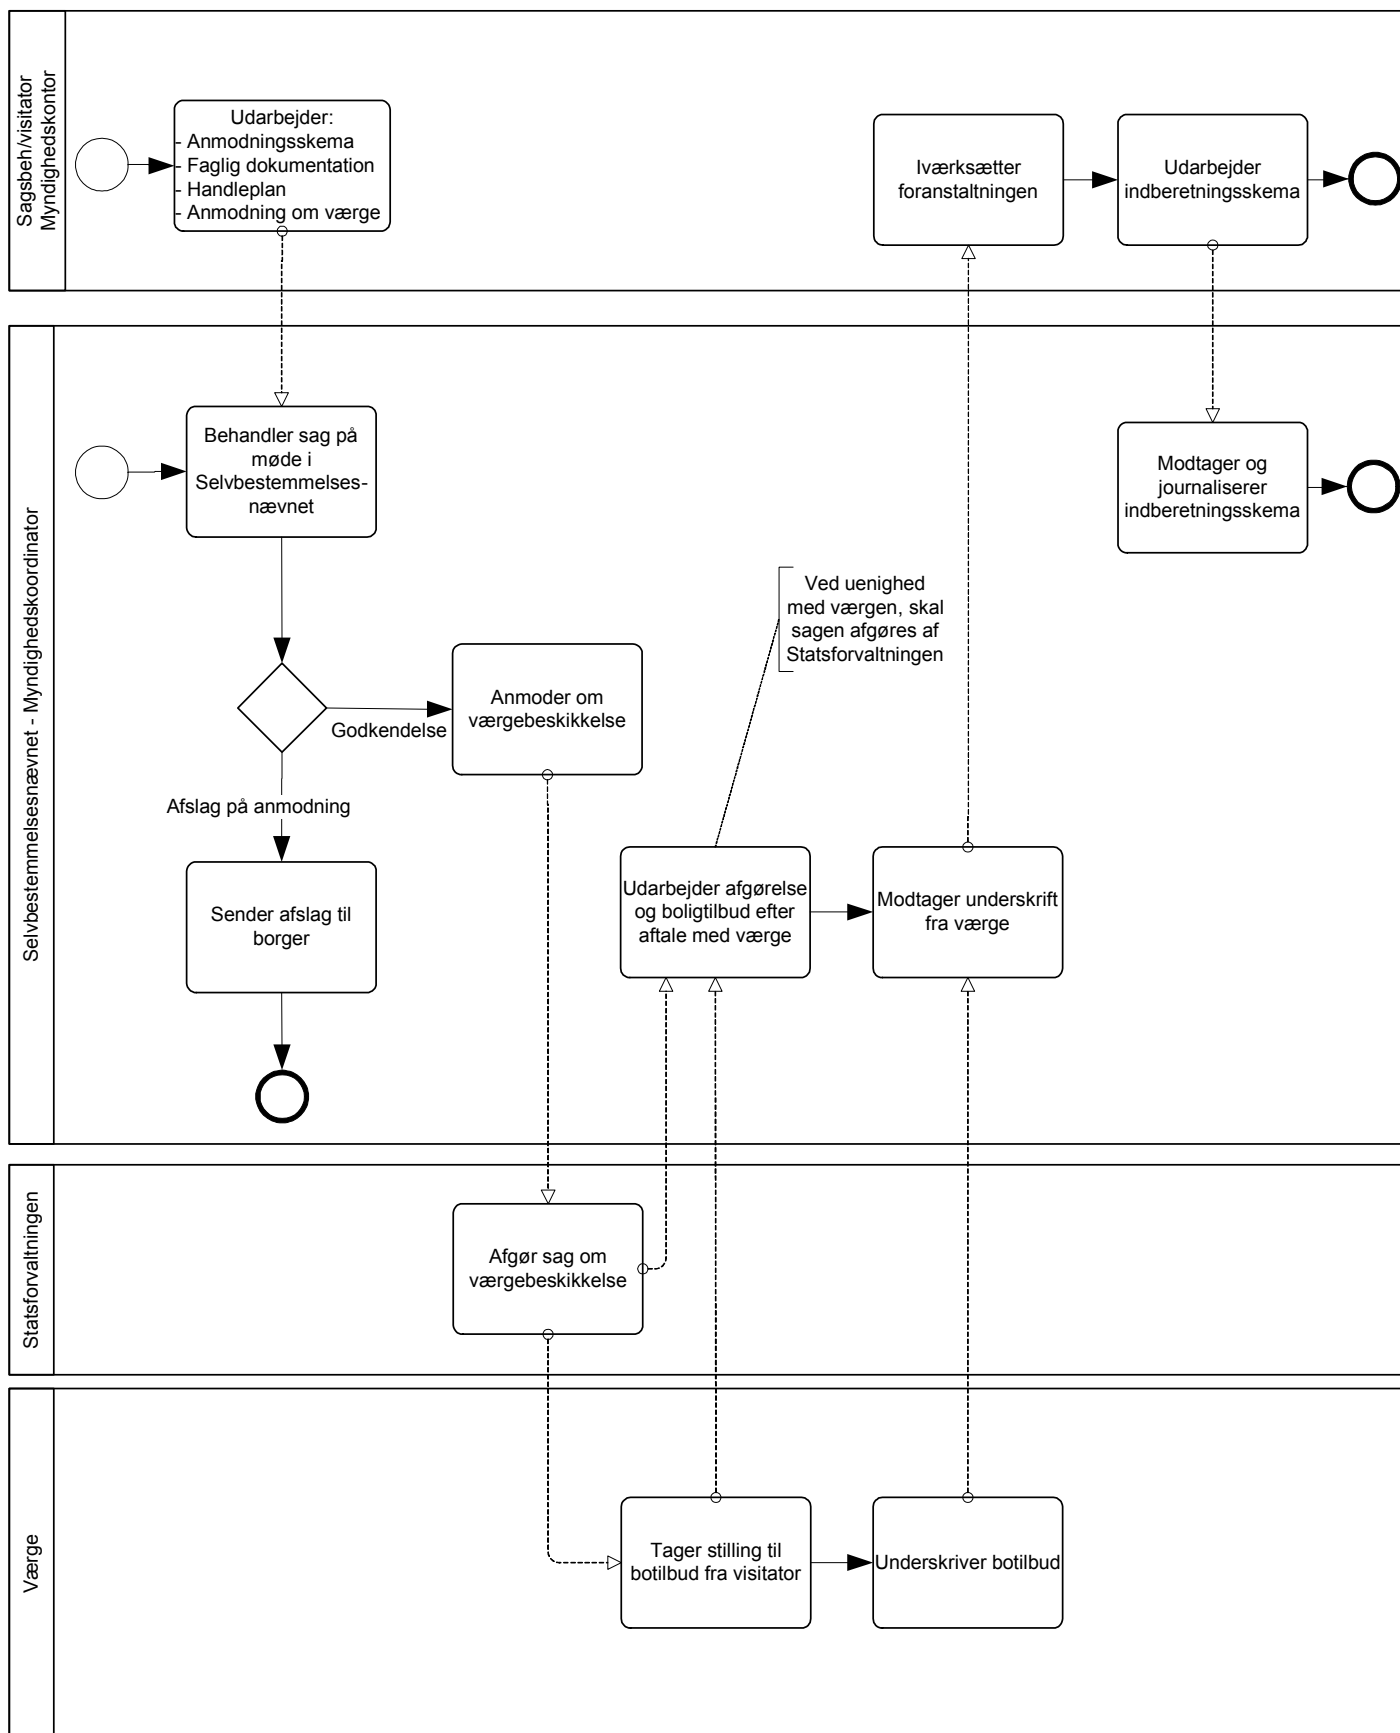 Sagsbeh/visitator
Myndighedskontor
Udarbejder:
- Anmodningsskema
- Faglig dokumentation
- Handleplan
- Anmodning om værge
Iværksætter
foranstaltningen
Udarbejder
indberetningsskema
Selvbestemmelsesnævnet - Myndighedskoordinator
Behandler sag på
møde i
Selvbestemmelses-
nævnet
Modtager og
journaliserer
indberetningsskema
Ved uenighed
med værgen, skal
sagen afgøres af
Statsforvaltningen
Anmoder om
værgebeskikkelse
Godkendelse
Afslag på anmodning
Sender afslag til
borger
Udarbejder afgørelse
og boligtilbud efter
aftale med værge
Modtager underskrift
fra værge
Statsforvaltningen
Afgør sag om
værgebeskikkelse
Værge
Tager stilling til
botilbud fra visitator
Underskriver botilbud